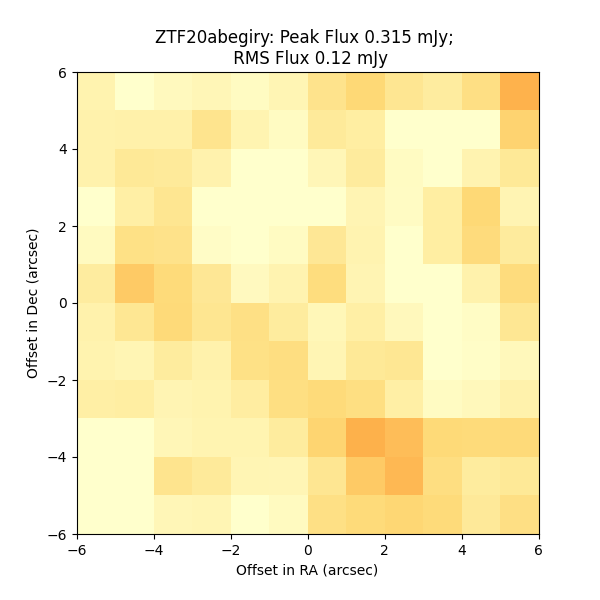 ZTF20abegiry: Peak Flux 0.315 mJy;
RMS Flux 0.12 mJy
6
4
2
0
−2
−4
−6
Offset in Dec (arcsec)
−6 −4 −2 0 2 4 6
Offset in RA (arcsec)